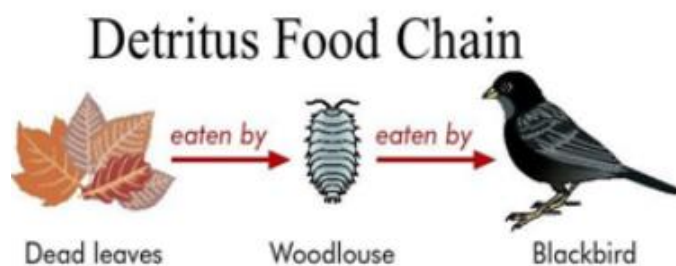 Detritus Food Chain
eaten by
eaten by
Dead leaves
Woodlouse
Blackbird